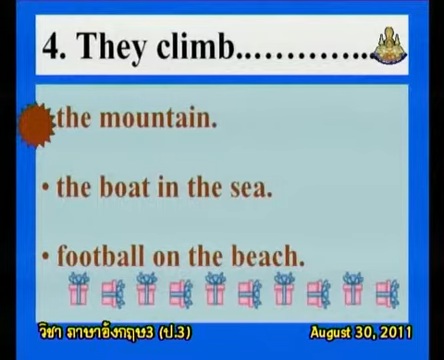 4. They climb..…………...
the mountain.
• the boat in the sea.
• football on the beach.
วิชา ภาษาอังกฤษ3 (ป.3)
August 30, 2011